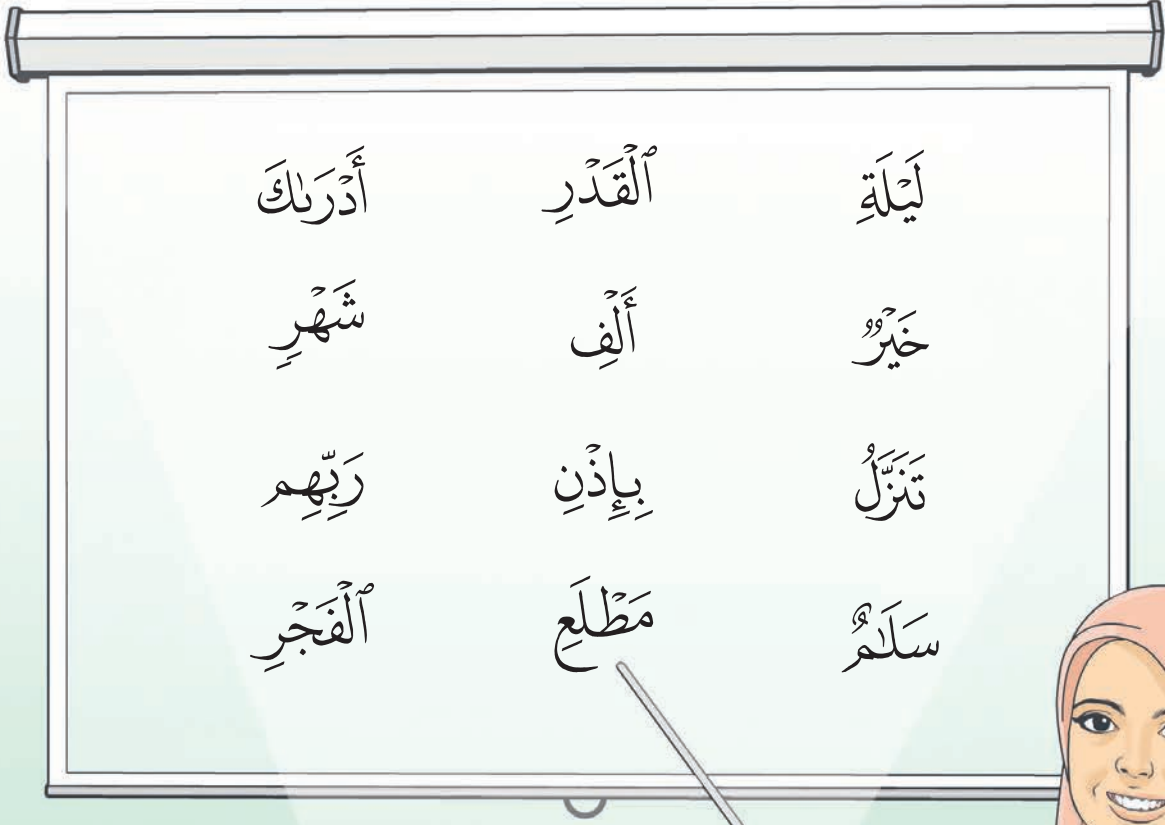 لَيْلَةِ ٱلْقَدْرِ أَدْرَىٰكَ
خَيْرٌ أَلْفِ شَهْرٍ
تَنَزَّلُ بِإِذْنِ رَبِّهِم
سَلَـٰمٌ مَطْلَعِ ٱلْفَجْرِ